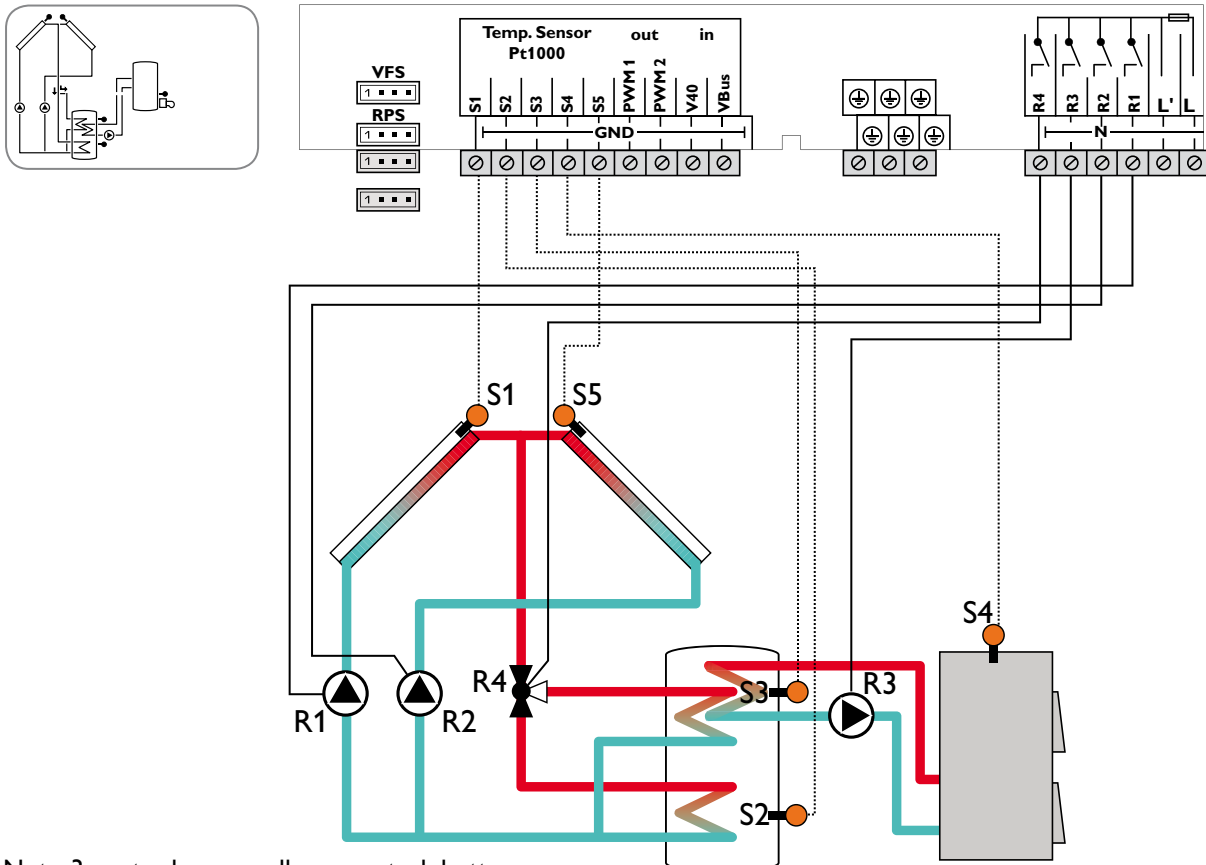 Temp. Sensor
Pt1000
out
in
VFS
1
RPS
1
1
1
S1
S2
S3
S4
S5
PWM 1
PWM 2
V40
VBus
GND
R4
R3
R2
R1
L'
L
N
S1
S5
S4
R4
S3
R3
R1
R2
S2